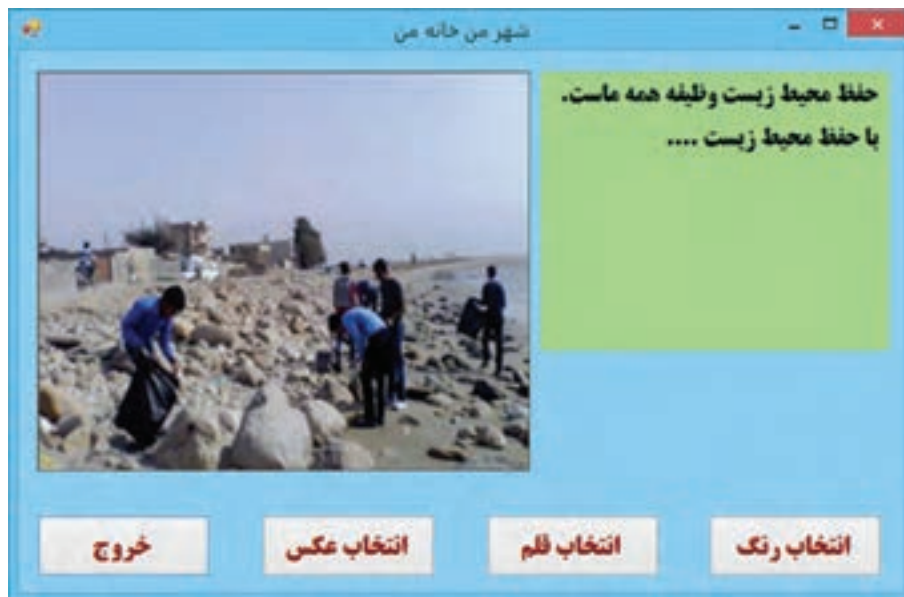 شهر من خانه من
حفظ محیط زیست وظیفه همه ماست.
با حفظ محیط زیست ....
انتخاب رنگ
انتخاب قلم
انتخاب عکس
خروج